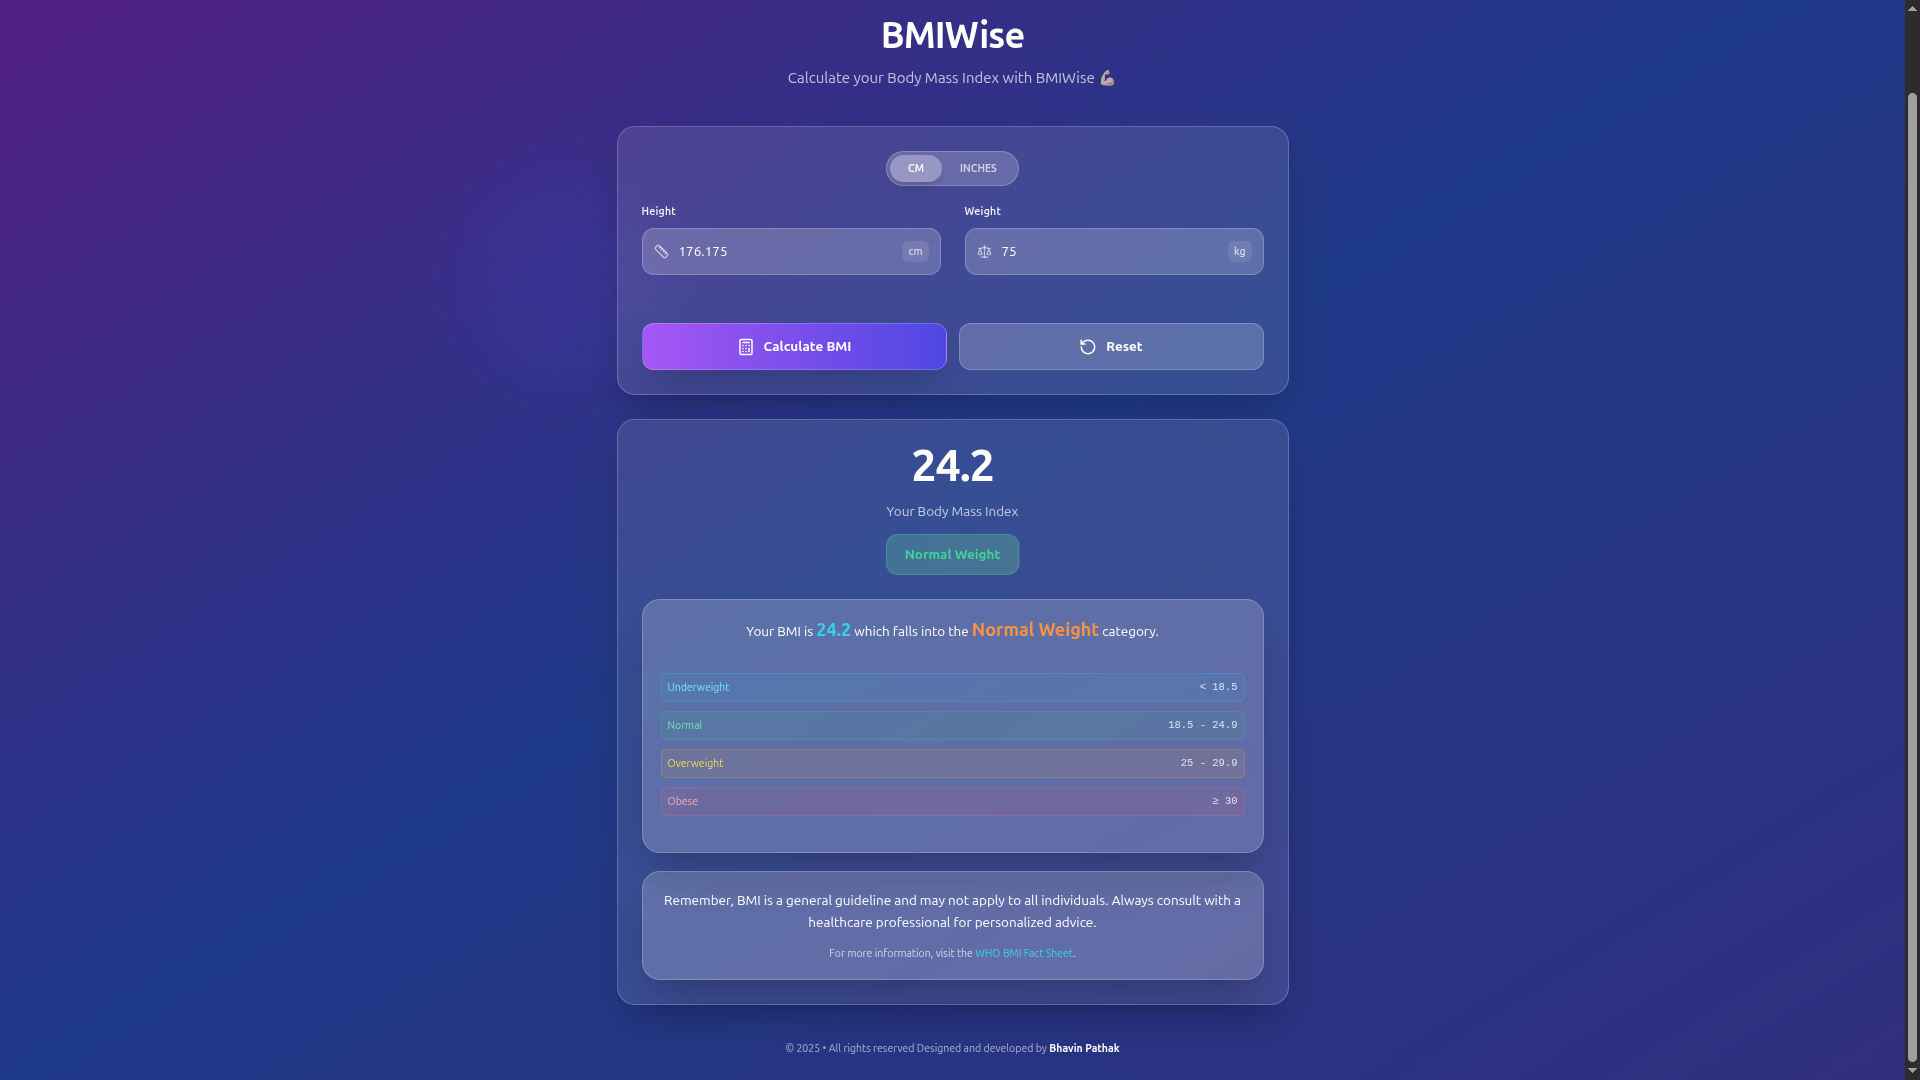 BMIWise
Calculate your Body Mass Index with BMIWise 💪
CM INCHES
Height Weight
176.175 cm 75 kg
Calculate BMI Reset
24.2
Your Body Mass Index
Normal Weight
Your BMI is 24.2 which falls into the Normal Weight category.
Underweight < 18.5
Normal 18.5 - 24.9
Overweight 25 - 29.9
Obese ≥ 30
Remember, BMI is a general guideline and may not apply to all individuals. Always consult with a
healthcare professional for personalized advice.
For more information, visit the WHO BMI Fact Sheet.
© 2025 • All rights reserved Designed and developed by Bhavin Pathak